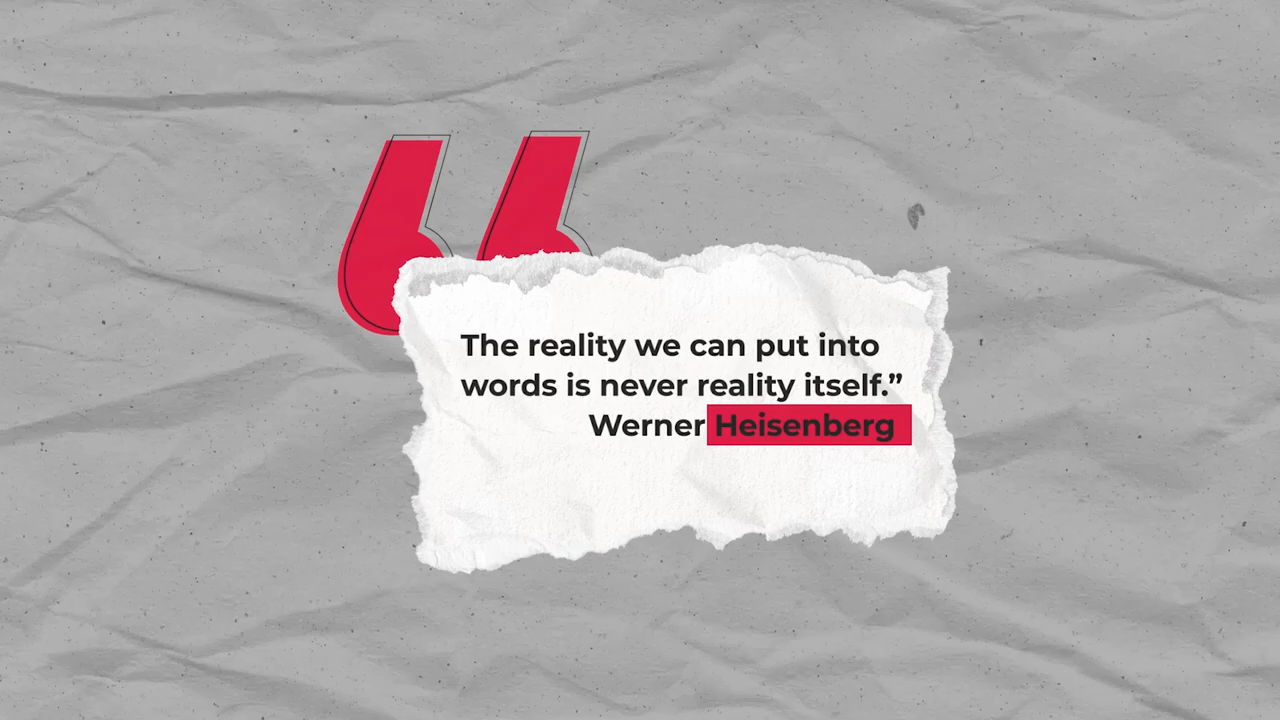 The reality we can put into
words is never reality itself.”
Werner Heisenberg